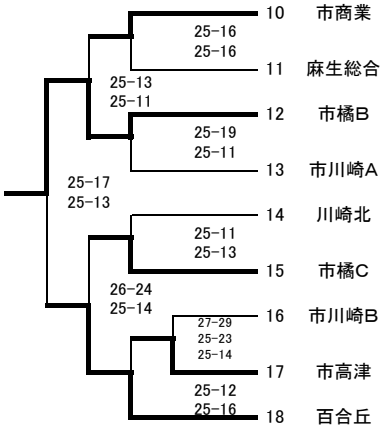 10 市商業
25-16
25-16
11 麻生総合
25-13
25-11
12 市橘B
25-19
25-11
13 市川崎A
25-17
25-13
14 川崎北
25-11
25-13
15 市橘C
26-24
25-14
16 市川崎B
27-29
25-23
25-14
17 市高津
25-12
25-16
18 百合丘